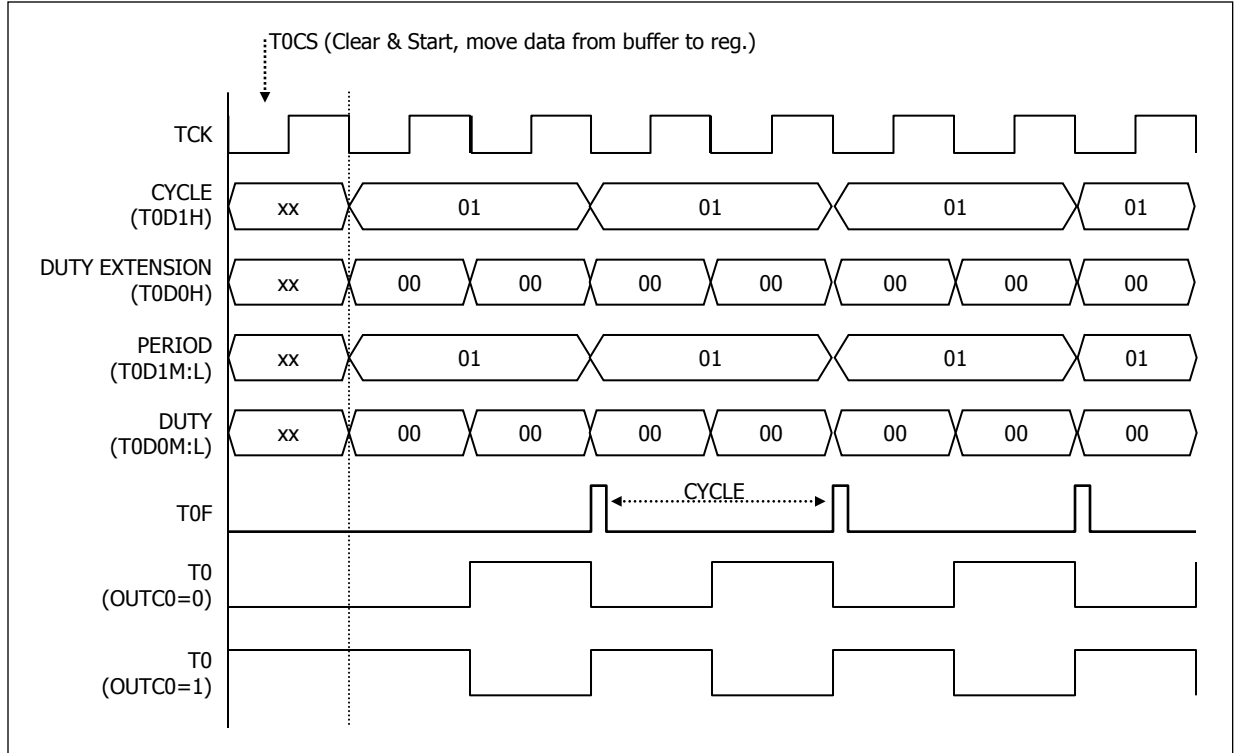 T0CS (Clear & Start, move data from buffer to reg.)
TCK
CYCLE
(T0D1H)
xx 01 01 01 01
DUTY EXTENSION
(T0D0H)
xx 00 00 00 00 00 00 00
PERIOD
(T0D1M:L)
xx 01 01 01 01
DUTY
(T0D0M:L)
xx 00 00 00 00 00 00 00
T0F
CYCLE
T0
(OUTC0=0)
T0
(OUTC0=1)